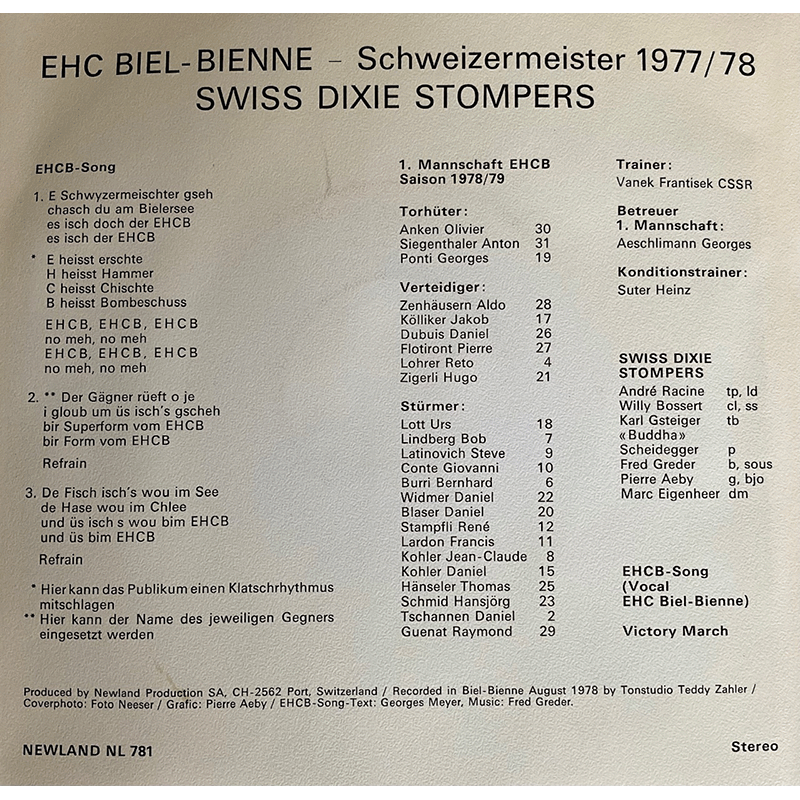 EHC BIEL-BIENNE – Schweizermeister 1977/78
SWISS DIXIE STOMPERS
EHCB-Song
1. E Schwyzermeischter gseh
chasch du am Bielersee
es isch doch der EHCB
es isch der EHCB
* E heisst erschte
H heisst Hammer
C heisst Chischte
B heisst Bombeschuss
EHCB, EHCB, EHCB
no meh, no meh
EHCB, EHCB, EHCB
no meh, no meh
2. ** Der Gägner rüeft o je
i gloub um üs isch's gscheh
bir Superform vom EHCB
bir Form vom EHCB
Refrain
3. De Fisch isch's wou im See
de Hase wou im Chlee
und üs isch s wou bim EHCB
und üs bim EHCB
Refrain
* Hier kann das Publikum einen Klatschrhythmus
mitschlagen
** Hier kann der Name des jeweiligen Gegners
eingesetzt werden
1. Mannschaft EHCB
Saison 1978/79
Torhüter:
Anken Olivier 30
Siegenthaler Anton 31
Ponti Georges 19
Verteidiger:
Zenhäusern Aldo 28
Kölliker Jakob 17
Dubuis Daniel 26
Flotiront Pierre 27
Lohrer Reto 4
Zigerli Hugo 21
Stürmer:
Lott Urs 18
Lindberg Bob 7
Latinovich Steve 9
Conte Giovanni 10
Burri Bernhard 6
Widmer Daniel 22
Blaser Daniel 20
Stampfli René 12
Lardon Francis 11
Kohler Jean-Claude 8
Kohler Daniel 15
Hänseler Thomas 25
Schmid Hansjörg 23
Tschannen Daniel 2
Guenat Raymond 29
Trainer:
Vanek Frantisek CSSR
Betreuer
1. Mannschaft:
Aeschlimann Georges
Konditionstrainer:
Suter Heinz
SWISS DIXIE
STOMPERS
André Racine tp, ld
Willy Bossert cl, ss
Karl Gsteiger tb
«Buddha»
Scheidegger p
Fred Greder b, sous
Pierre Aeby g, bjo
Marc Eigenheer dm
EHCB-Song
(Vocal
EHC Biel-Bienne)
Victory March
Produced by Newland Production SA, CH-2562 Port, Switzerland / Recorded in Biel-Bienne August 1978 by Tonstudio Teddy Zahler /
Coverphoto: Foto Neeser / Grafic: Pierre Aeby / EHCB-Song-Text: Georges Meyer, Music: Fred Greder.
NEWLAND NL 781
Stereo